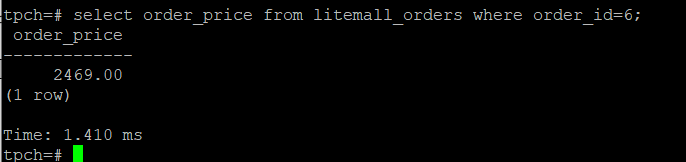 tpch=# select order_price from litemall_orders where order_id=6;
 order_price
-------------
     2469.00
(1 row)

Time: 1.410 ms
tpch=#